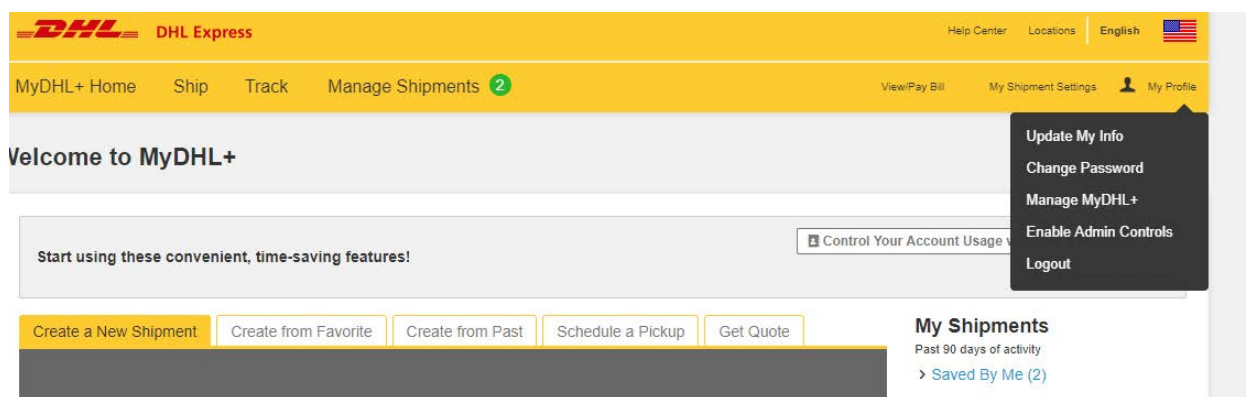 DHL DHL Express Help Center Locations English
MyDHL+ Home Ship Track Manage Shipments 2 View/Pay Bill My Shipment Settings My Profile
Update My Info
Change Password
Manage MyDHL+
Enable Admin Controls
Logout
Welcome to MyDHL+
Start using these convenient, time-saving features!
Control Your Account Usage
Create a New Shipment Create from Favorite Create from Past Schedule a Pickup Get Quote
My Shipments
Past 90 days of activity
> Saved By Me (2)